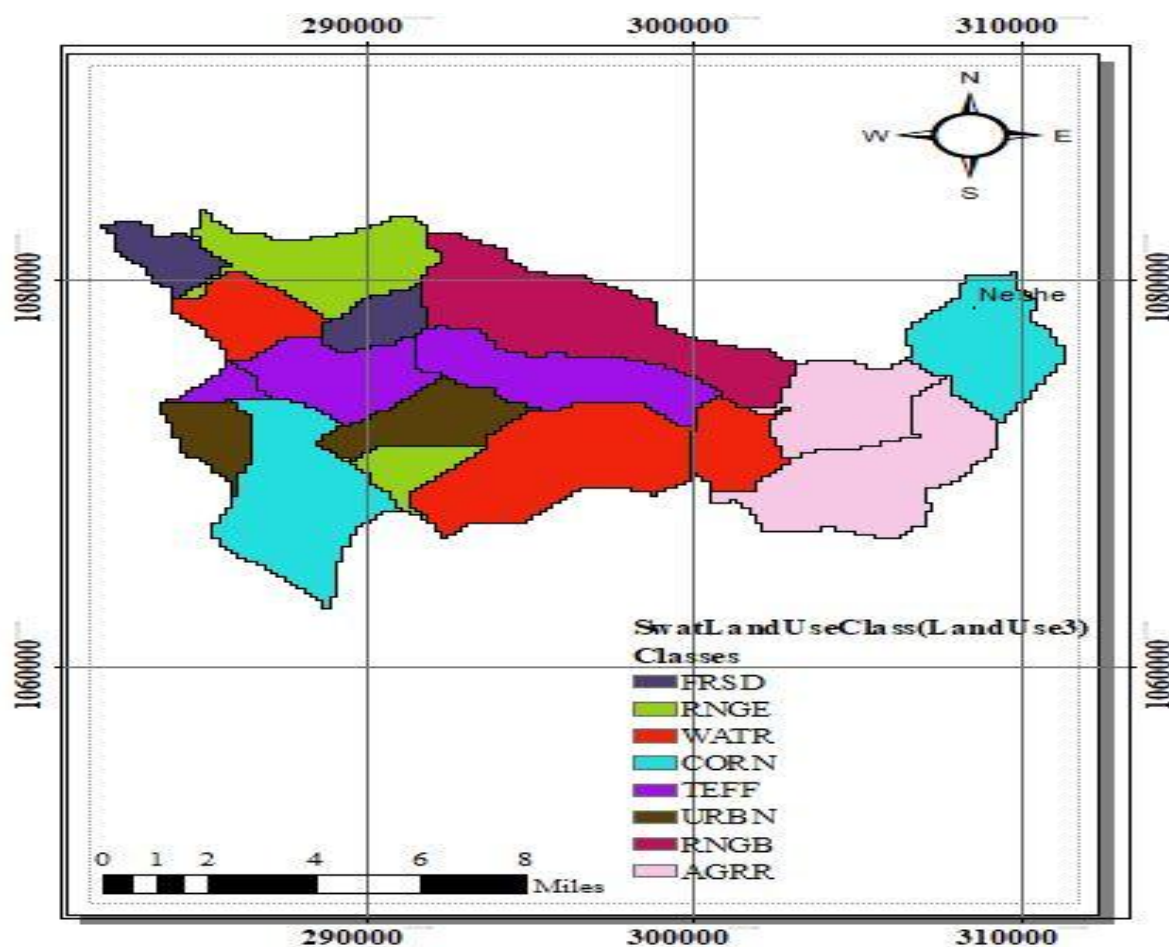 290000 300000 310000
N
W E
S
1080000 1080000
Neshe
SwatLandUseClass(LandUse3)
Classes
FRSD
RNGE
WATR
CORN
TEFF
URBN
RNGB
AGRR
1060000 1060000
0 1 2 4 6 8
Miles
290000 300000 310000